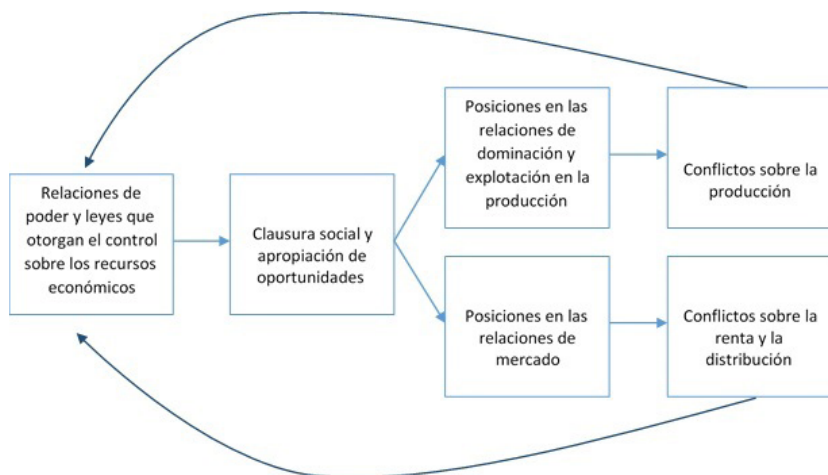 Relaciones de
poder y leyes que
otorgan el control
sobre los recursos
económicos
Clausura social y
apropiación de
oportunidades
Posiciones en las
relaciones de
dominación y
explotación en la
producción
Conflictos sobre la
producción
Posiciones en las
relaciones de
mercado
Conflictos sobre la
renta y la
distribución